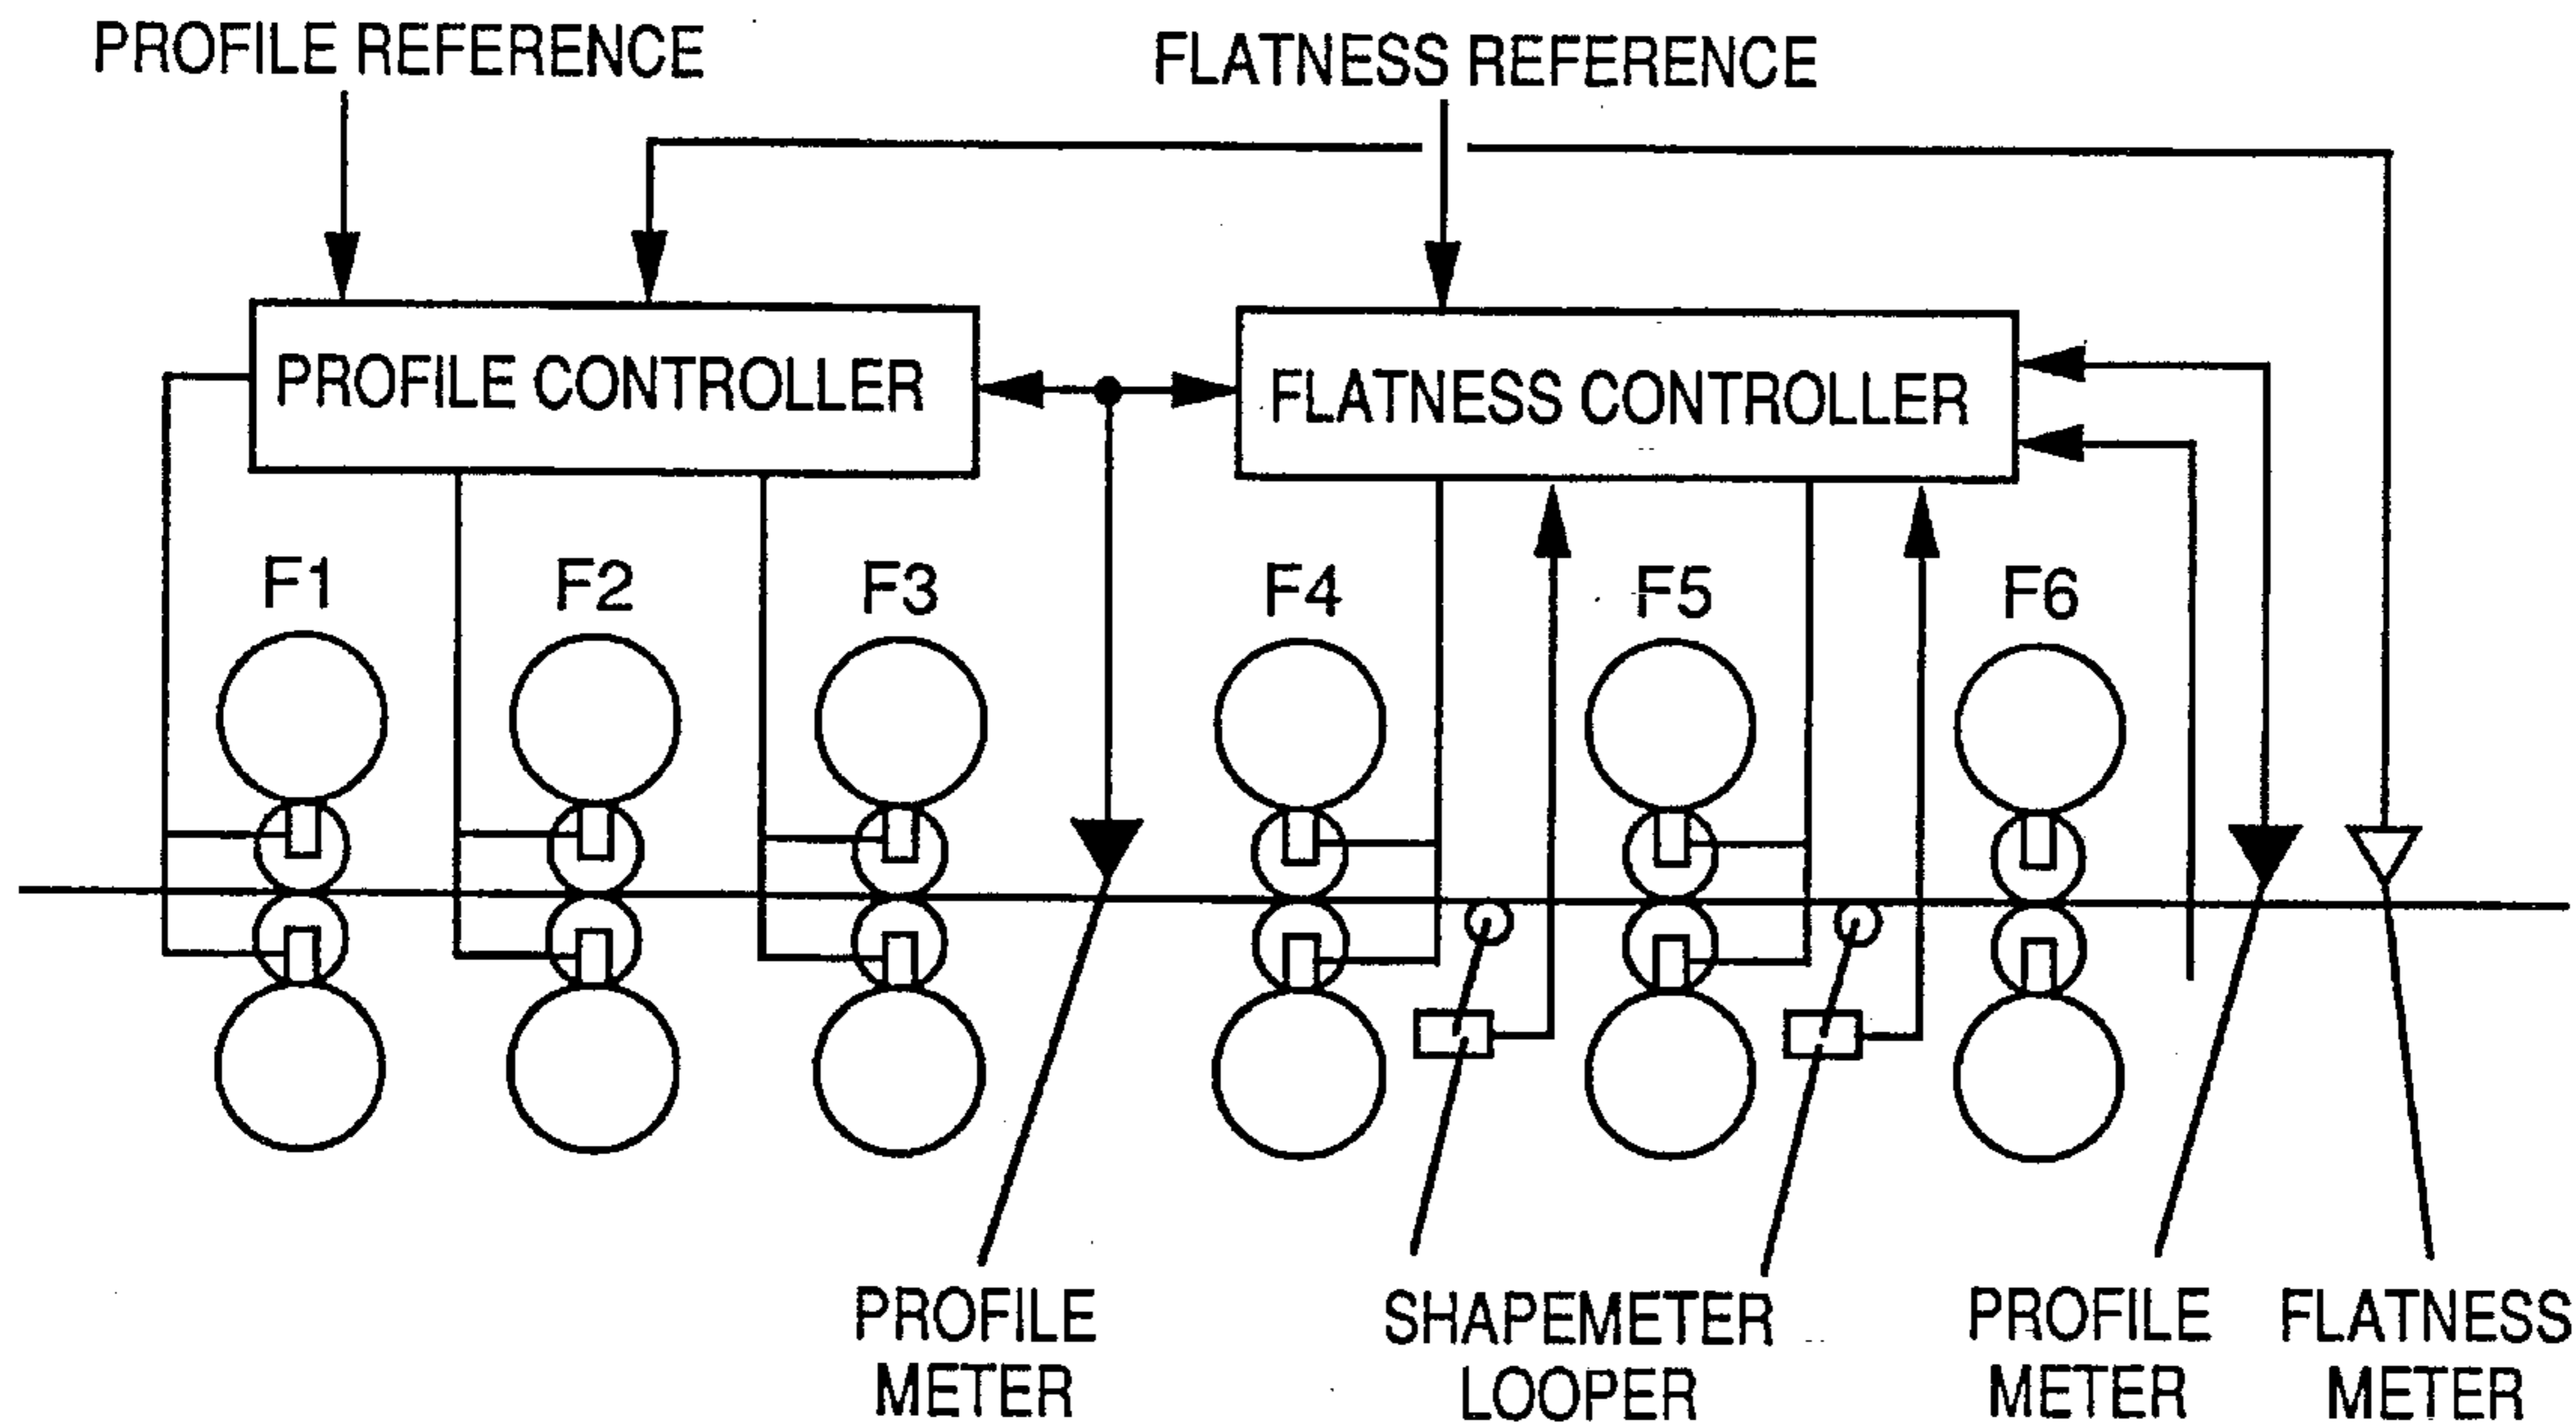 PROFILE REFERENCE
FLATNESS REFERENCE
PROFILE CONTROLLER
FLATNESS CONTROLLER
F1
F2
F3
F4
F5
F6
PROFILE
METER
SHAPEMETER
LOOPER
PROFILE
METER
FLATNESS
METER